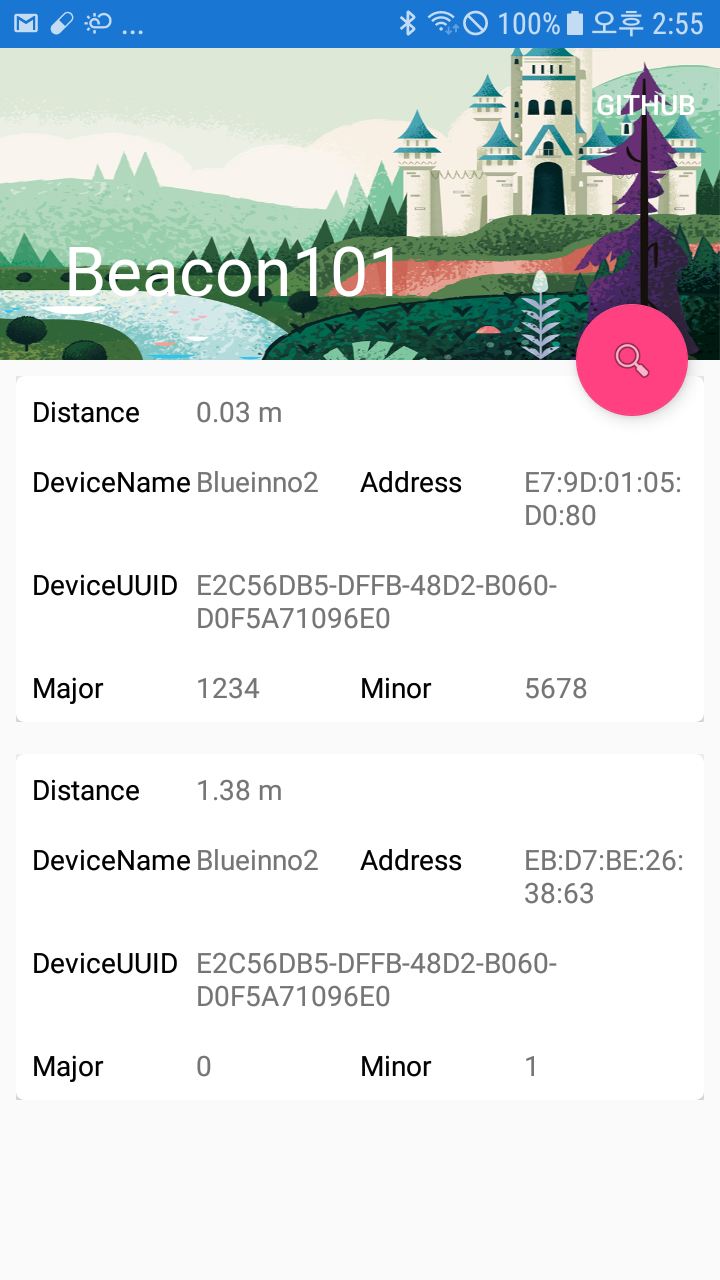 ... 100% 오후 2:55
GITHUB
Beacon101
Distance 0.03 m
DeviceName Blueinno2 Address E7:9D:01:05:
D0:80
DeviceUUID E2C56DB5-DFFB-48D2-B060-
D0F5A71096E0
Major 1234 Minor 5678
Distance 1.38 m
DeviceName Blueinno2 Address EB:D7:BE:26:
38:63
DeviceUUID E2C56DB5-DFFB-48D2-B060-
D0F5A71096E0
Major 0 Minor 1